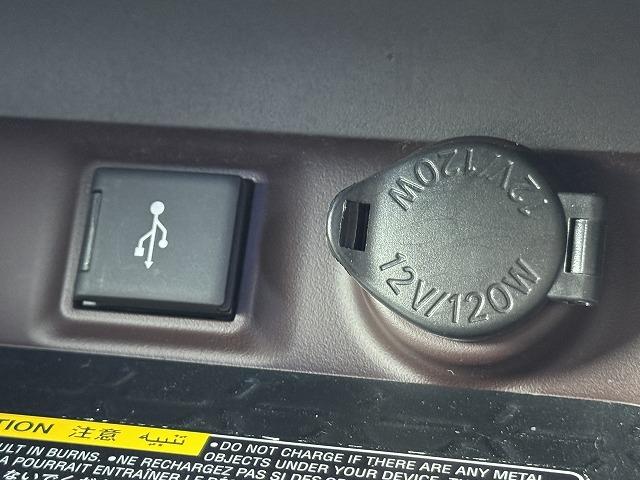 12V/120W
12V/120W
TION 注意 تنبيه
ULT IN BURNS. •NE RECHARGEZ PAS SI DES
A POURRAIT ENTRAÎNER LE
•DO NOT CHARGE IF THERE ARE ANY METAL
OBJECTS UNDER YOUR DEVICE.